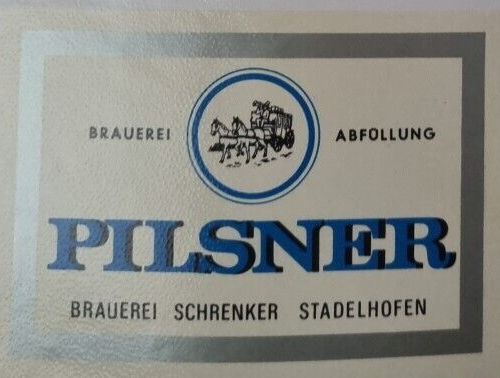 BRAUEREI ABFÜLLUNG
PILSNER
BRAUEREI SCHRENKER STADELHOFEN